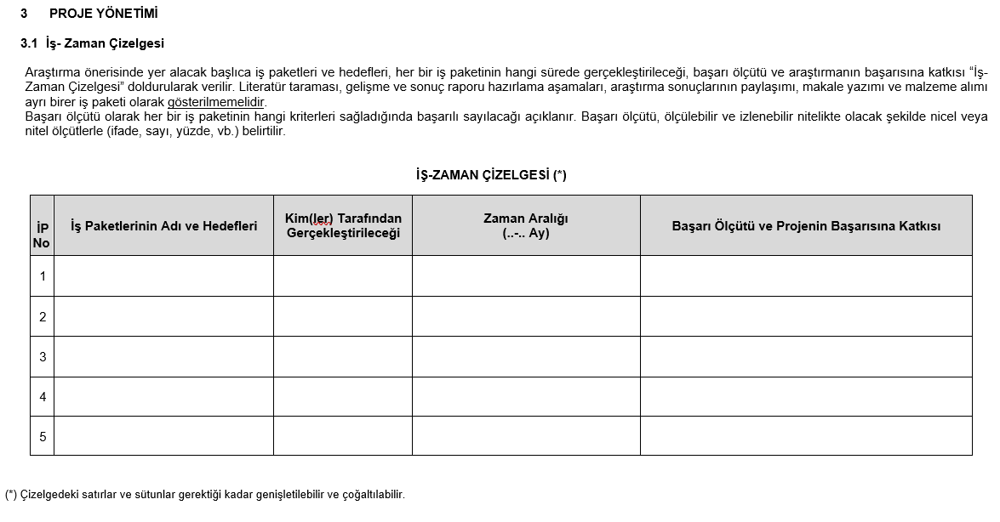 3 PROJE YÖNETİMİ
3.1 İş- Zaman Çizelgesi
Araştırma önerisinde yer alacak başlıca iş paketleri ve hedefleri, her bir iş paketinin hangi sürede gerçekleştirileceği, başarı ölçütü ve araştırmanın başarısına katkısı “İş-
Zaman Çizelgesi” doldurularak verilir. Literatür taraması, gelişme ve sonuç raporu hazırlama aşamaları, araştırma sonuçlarının paylaşımı, makale yazımı ve malzeme alımı
ayrı birer iş paketi olarak gösterilmemelidir.
Başarı ölçütü olarak her bir iş paketinin hangi kriterleri sağladığında başarılı sayılacağı açıklanır. Başarı ölçütü, ölçülebilir ve izlenebilir nitelikte olacak şekilde nicel veya
nitel ölçütlerle (ifade, sayı, yüzde, vb.) belirtilir.
İŞ-ZAMAN ÇİZELGESİ (*)
İP
No
İş Paketlerinin Adı ve Hedefleri
Kim(ler) Tarafından
Gerçekleştirileceği
Zaman Aralığı
(..-.. Ay)
Başarı Ölçütü ve Projenin Başarısına Katkısı
1
2
3
4
5
(*) Çizelgedeki satırlar ve sütunlar gerektiği kadar genişletilebilir ve çoğaltılabilir.